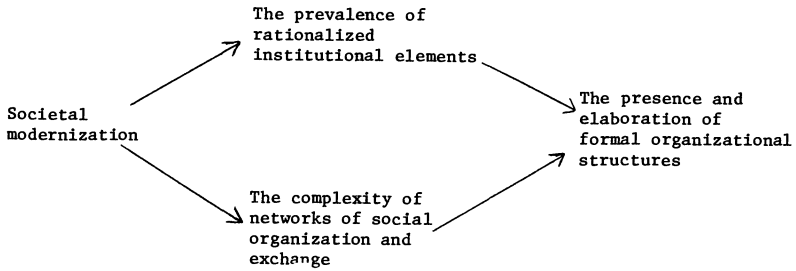 The prevalence of
rationalized
institutional elements
Societal
modernization
The presence and
elaboration of
formal organizational
structures
The complexity of
networks of social
organization and
exchange